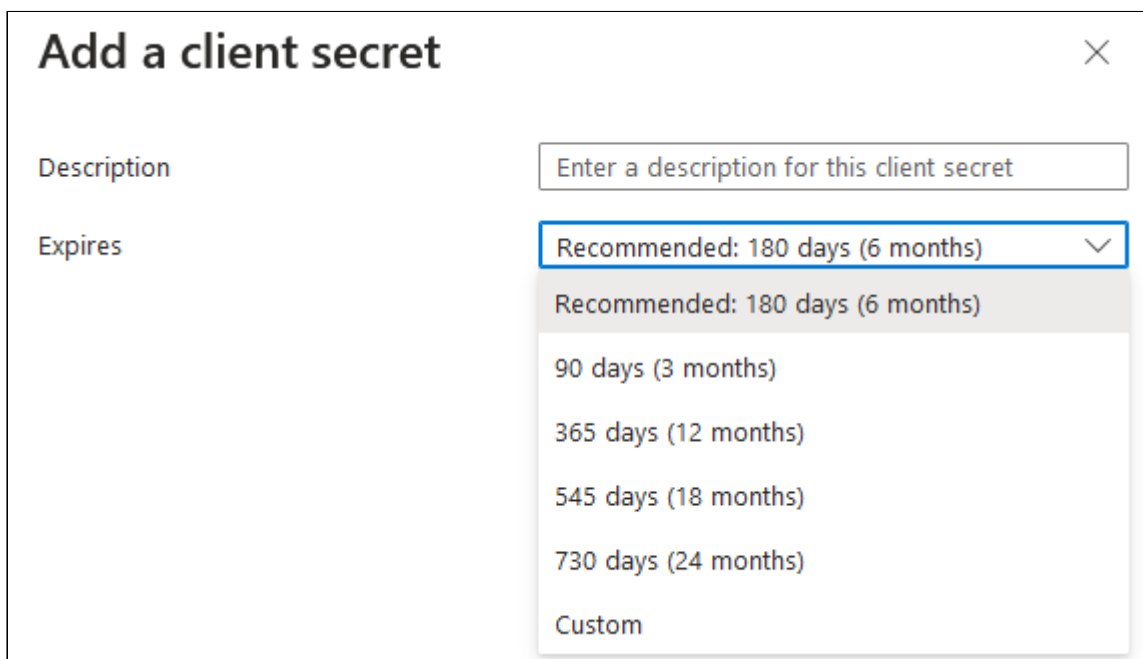 Add a client secret
Description
Enter a description for this client secret
Expires
Recommended: 180 days (6 months)
Recommended: 180 days (6 months)
90 days (3 months)
365 days (12 months)
545 days (18 months)
730 days (24 months)
Custom